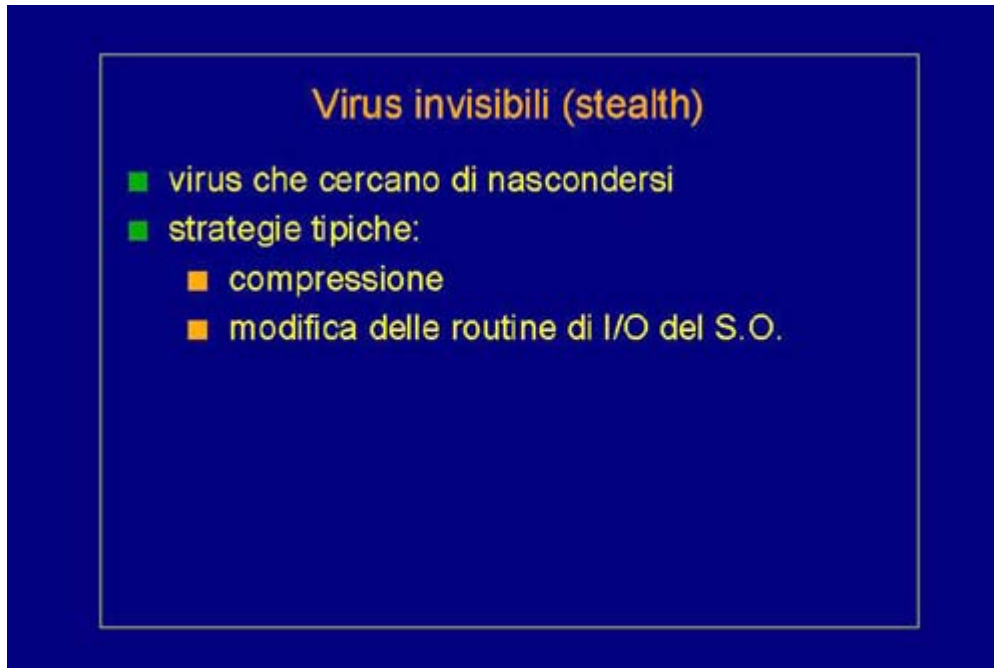 Virus invisibili (stealth)
virus che cercano di nascondersi
strategie tipiche:
compressione
modifica delle routine di I/O del S.O.